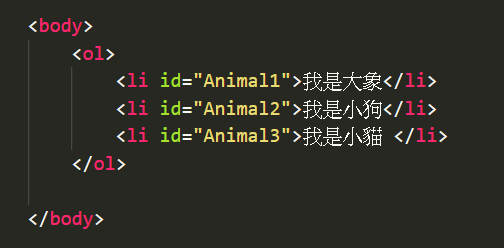 <body>
<ol>
<li id="Animal1">我是大象</li>
<li id="Animal2">我是小狗</li>
<li id="Animal3">我是小貓 </li>
</ol>
</body>